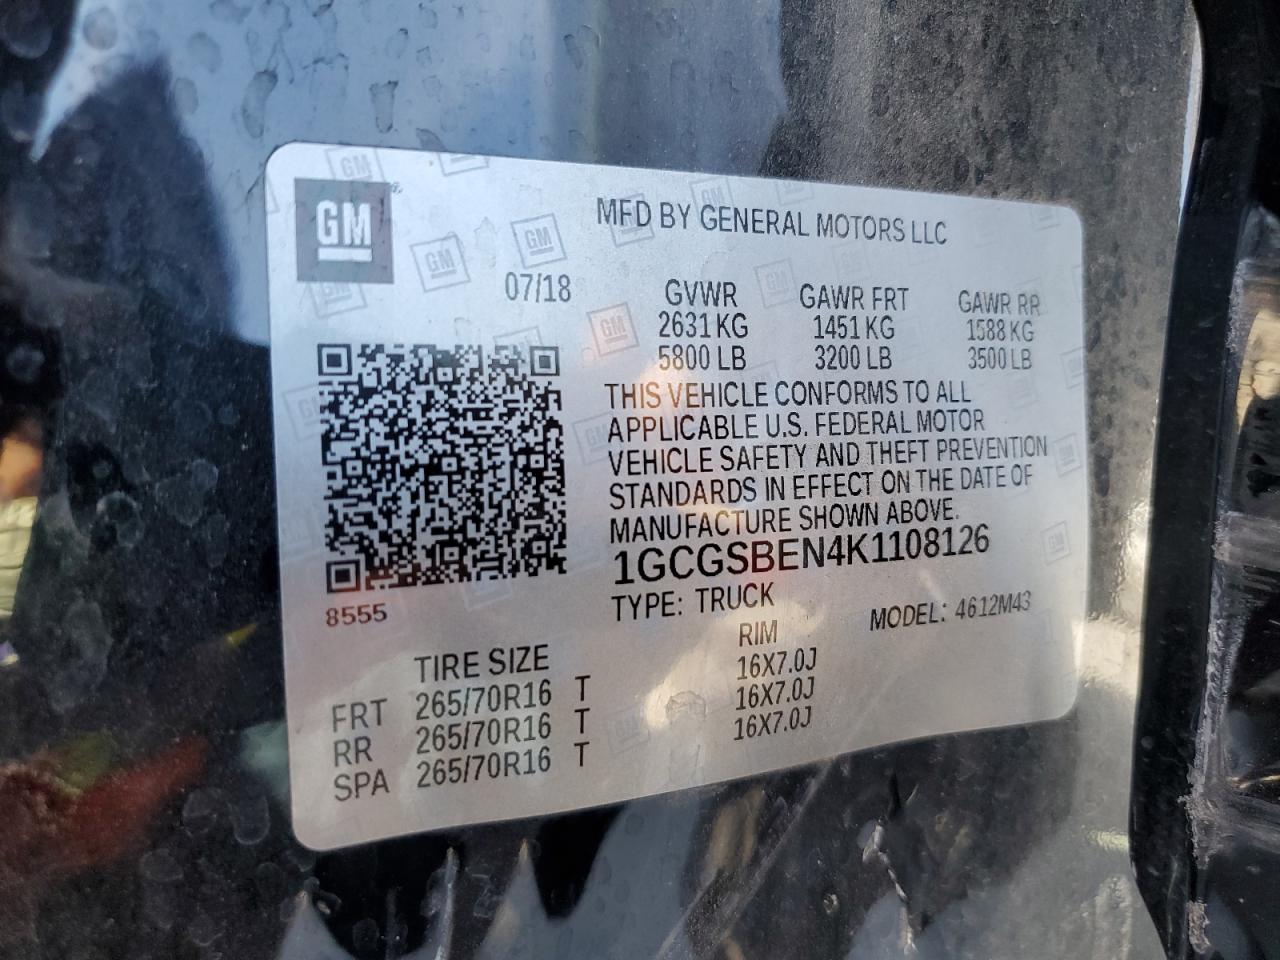 GM
MFD BY GENERAL MOTORS LLC
07/18
GVWR GAWR FRT GAWR RR
2631 KG 1451 KG 1588 KG
5800 LB 3200 LB 3500 LB
THIS VEHICLE CONFORMS TO ALL
APPLICABLE U.S. FEDERAL MOTOR
VEHICLE SAFETY AND THEFT PREVENTION
STANDARDS IN EFFECT ON THE DATE OF
MANUFACTURE SHOWN ABOVE.
1GCGSBEN4K1108126
8555
TYPE: TRUCK MODEL: 4612M43
TIRE SIZE RIM
FRT 265/70R16 T 16X7.0J
RR 265/70R16 T 16X7.0J
SPA 265/70R16 T 16X7.0J